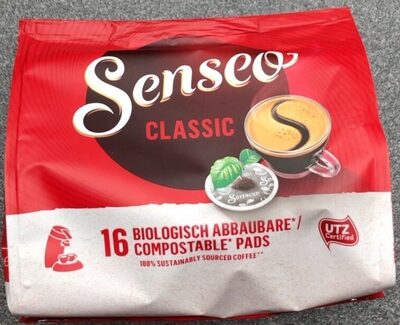 Senseo
CLASSIC
16 BIOLOGISCH ABBAUBARE*/
COMPOSTABLE* PADS
100% SUSTAINABLY SOURCED COFFEE**
UTZ
Certified